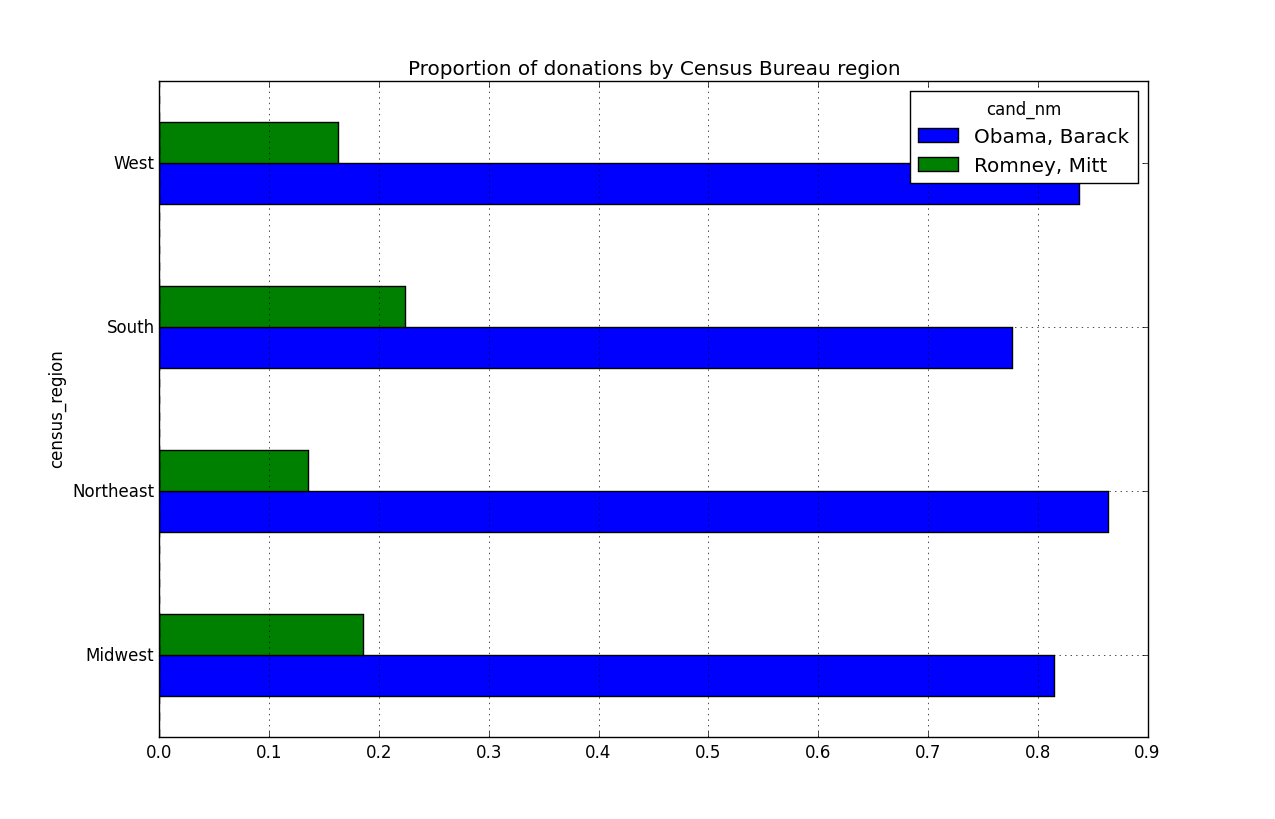 Proportion of donations by Census Bureau region
cand_nm
Obama, Barack
Romney, Mitt
West
South
Northeast
Midwest
census_region
0.0 0.1 0.2 0.3 0.4 0.5 0.6 0.7 0.8 0.9